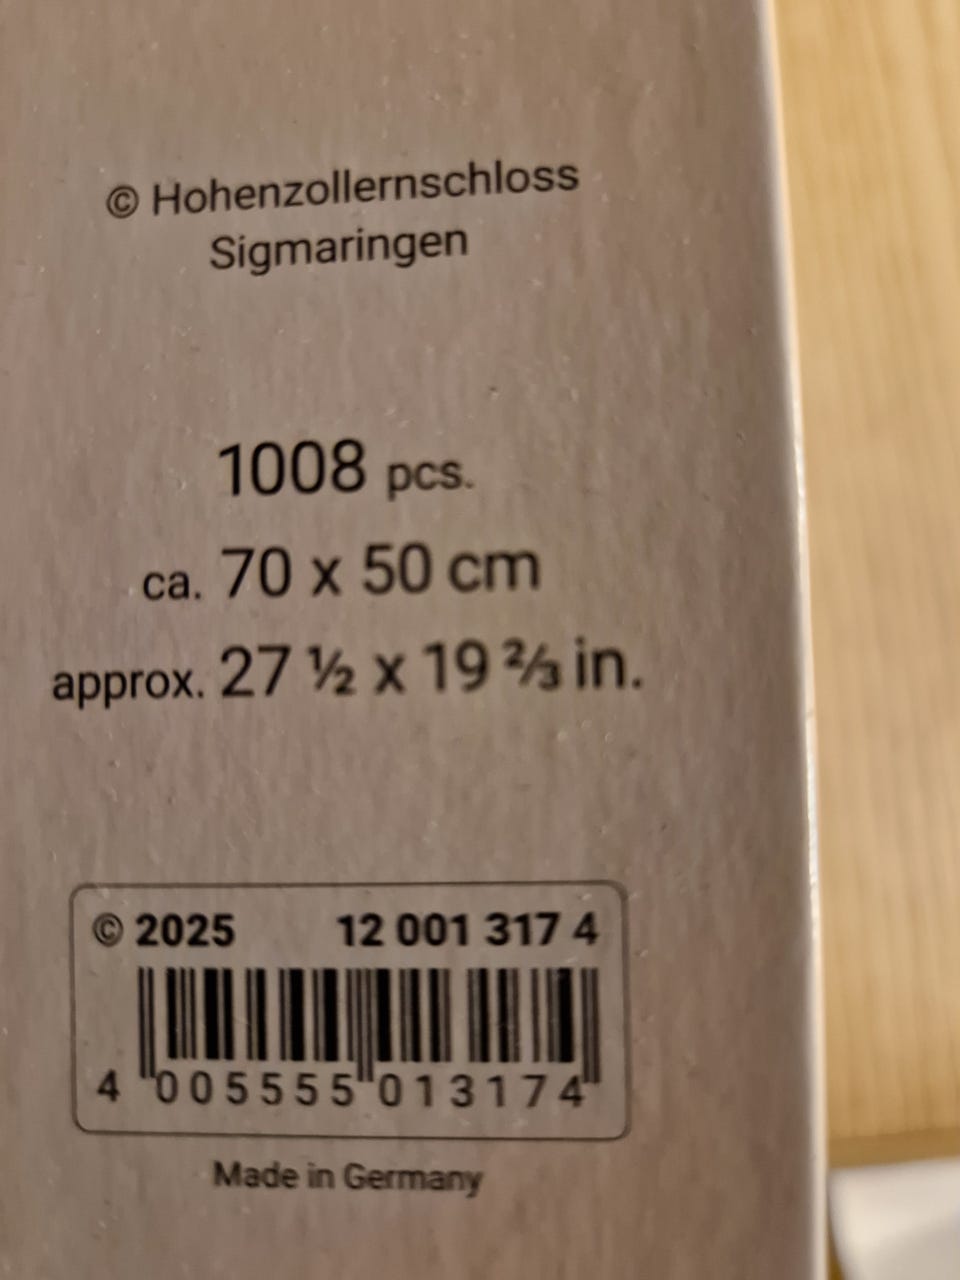 © Hohenzollernschloss
Sigmaringen
1008 pcs.
ca. 70 x 50 cm
approx. 27 ½ x 19 ⅔ in.
© 2025 12 001 317 4
4 005555 013174
Made in Germany